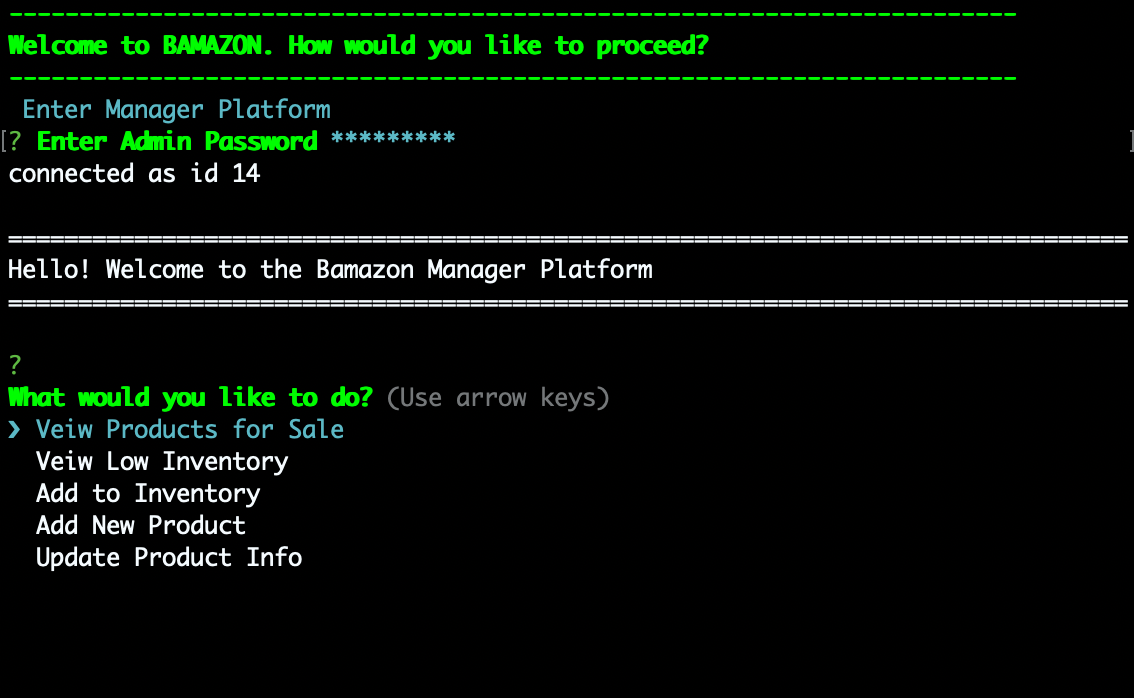 ------------------------------------------------------------------------
Welcome to BAMAZON. How would you like to proceed?
------------------------------------------------------------------------
Enter Manager Platform
[? Enter Admin Password ********* ]
connected as id 14
================================================================================
Hello! Welcome to the Bamazon Manager Platform
================================================================================
?
What would you like to do? (Use arrow keys)
❯ Veiw Products for Sale
Veiw Low Inventory
Add to Inventory
Add New Product
Update Product Info